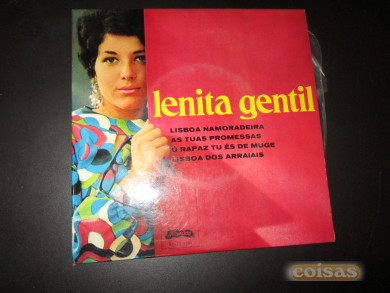 lenita gentil
LISBOA NAMORADEIRA
AS TUAS PROMESSAS
Ó RAPAZ TU ÉS DE MUGE
LISBOA DOS ARRAIAIS
coisas